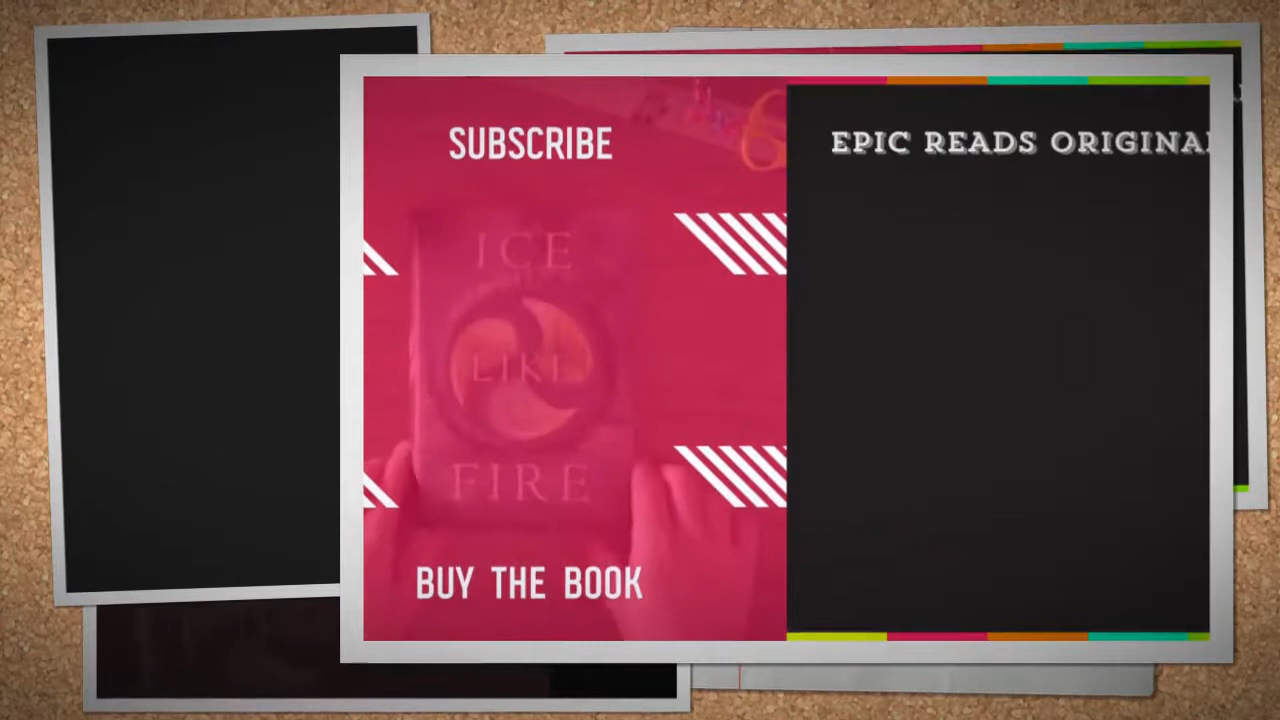 SUBSCRIBE
EPIC READS ORIGINA
ICE
LIKE
FIRE
BUY THE BOOK